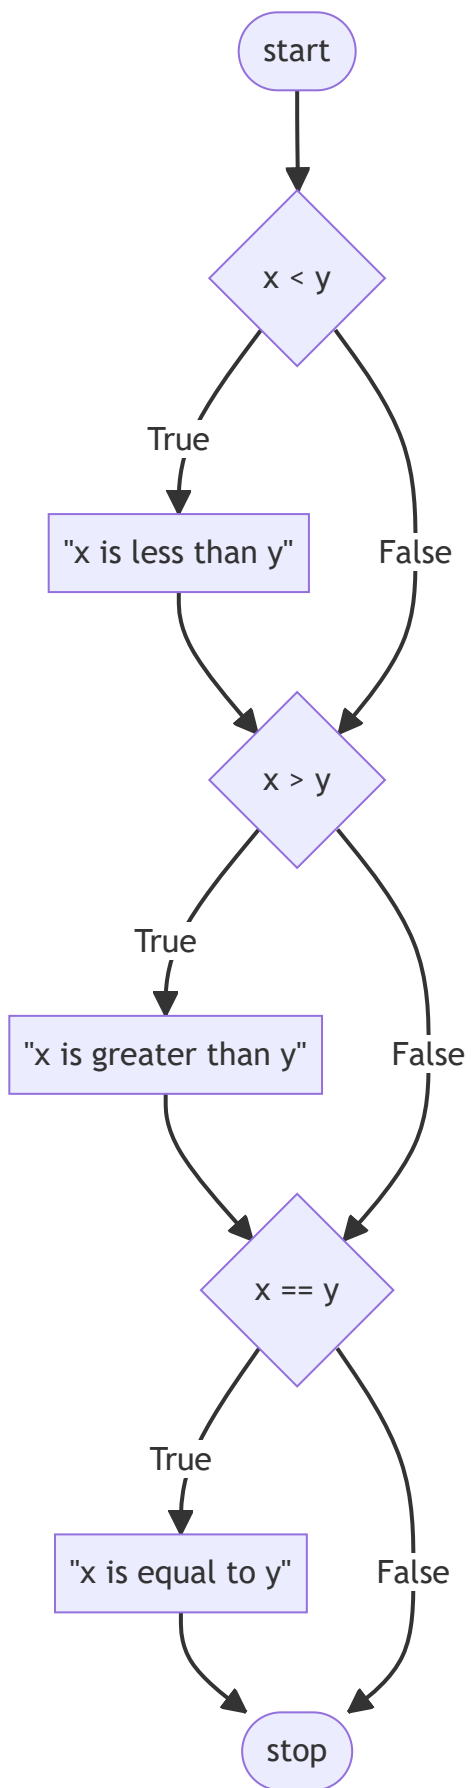 start
x < y
True
"x is less than y"
False
x > y
True
"x is greater than y"
False
x == y
True
"x is equal to y"
False
stop